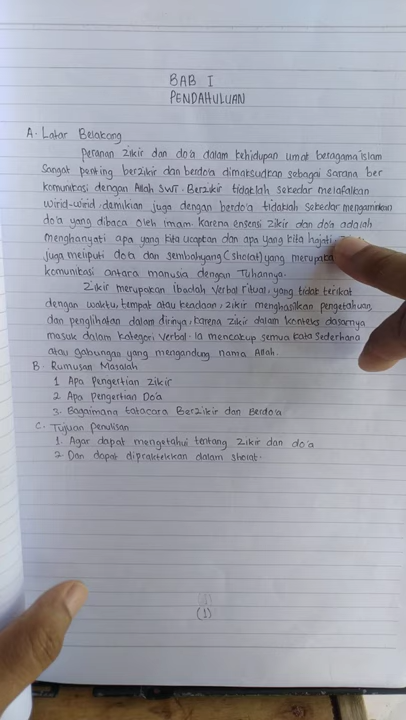 BAB I
PENDAHULUAN
A. Latar Belakang
Peranan zikir dan do'a dalam kehidupan umat beragama islam
Sangat penting berzikir dan berdo'a dimaksudkan sebagai sarana ber
komunikasi dengan Allah SWT. Berzikir tidaklah sekedar melafalkan
wirid-wirid, demikian juga dengan berdo'a tidaklah sekedar mengaminkan
do'a yang dibaca oleh imam. Karena ensensi zikir dan do'a adalah
menghanyati apa yang kita ucapkan dan apa yang kita hajati.
juga meliputi do'a dan sembahyang (sholat) yang merupaka
komunikasi antara manusia dengan Tuhannya.
Zikir merupakan ibadah verbal ritual, yang tidak terikat
dengan waktu, tempat atau keadaan, zikir menghasilkan pengetahuan,
dan penglihatan dalam dirinya, karena zikir dalam konteks dasarnya
masuk dalam kategori verbal. Ia mencakup semua kata sederhana
atau gabungan yang mengandung nama Allah.
B. Rumusan Masalah
1 Apa Pengertian zikir
2 Apa Pengertian Do'a
3. Bagaimana tatacara Berzikir dan Berdo'a
C. Tujuan Penulisan
1. Agar dapat mengetahui tentang zikir dan do'a
2 Dan dapat dipraktekkan dalam sholat.
(1)